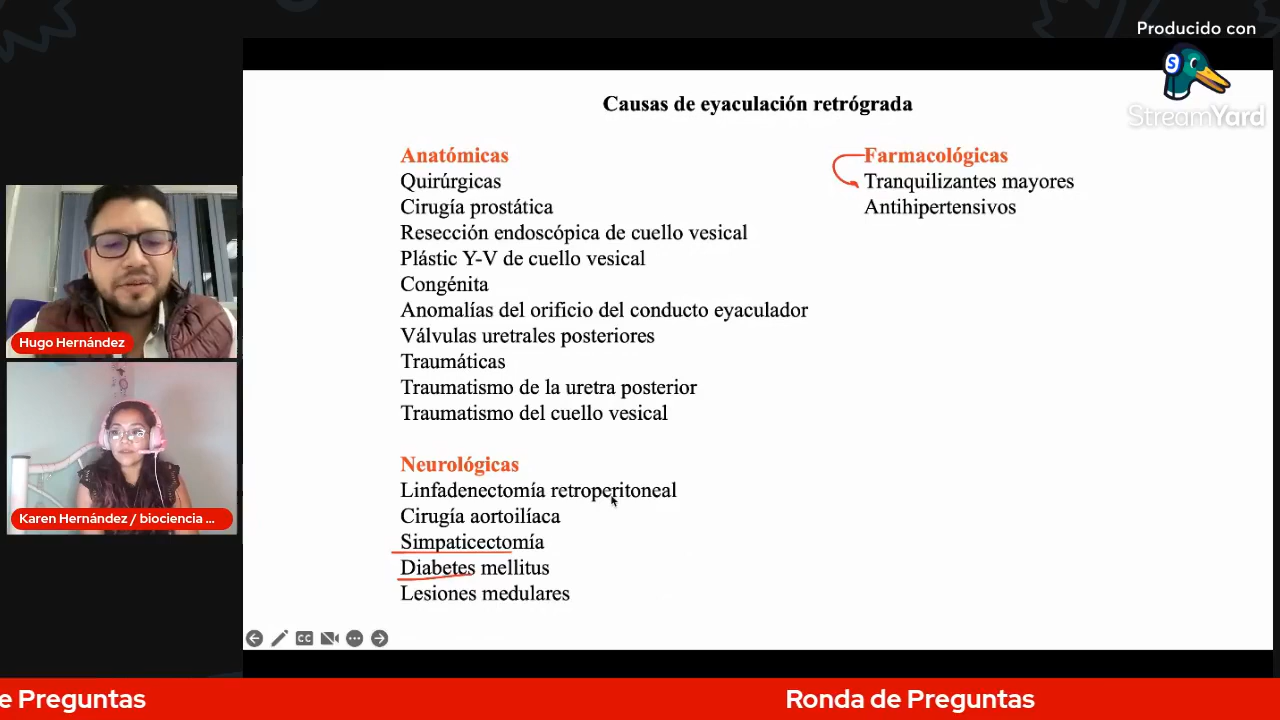 Producido con
StreamYard
Causas de eyaculación retrógrada
Anatómicas
Quirúrgicas
Cirugía prostática
Resección endoscópica de cuello vesical
Plástic Y-V de cuello vesical
Congénita
Anomalías del orificio del conducto eyaculador
Válvulas uretrales posteriores
Traumáticas
Traumatismo de la uretra posterior
Traumatismo del cuello vesical
Neurológicas
Linfadenectomía retroperitoneal
Cirugía aortoilíaca
Simpaticectomía
Diabetes mellitus
Lesiones medulares
Farmacológicas
Tranquilizantes mayores
Antihipertensivos
Hugo Hernández
Karen Hernández / biociencia ...
CC
e Preguntas
Ronda de Preguntas